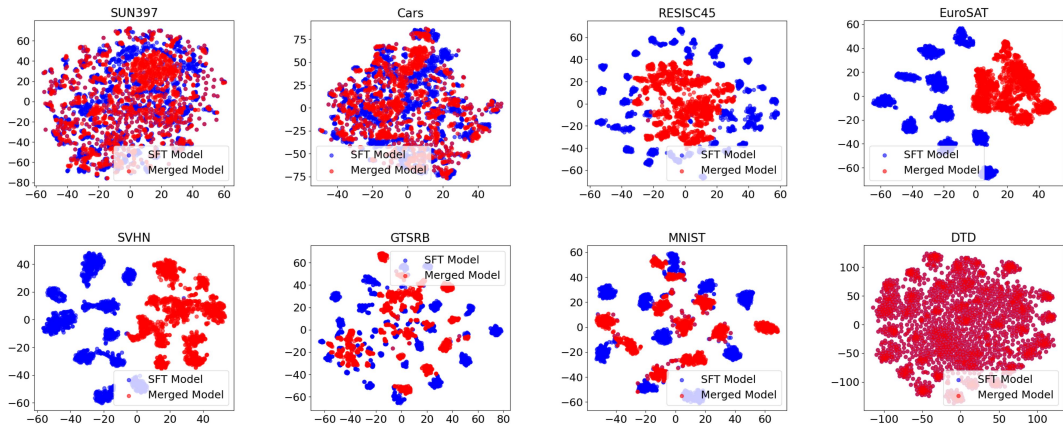 SUN397
60
40
20
0
−20
−40
−60
−80
−60 −40 −20 0 20 40 60
SFT Model
Merged Model
Cars
75
50
25
0
−25
−50
−75
−40 −20 0 20 40
SFT Model
Merged Model
RESISC45
60
40
20
0
−20
−40
−60
−60 −40 −20 0 20 40 60
SFT Model
Merged Model
EuroSAT
60
40
20
0
−20
−40
−60
−60 −40 −20 0 20 40
SFT Model
Merged Model
SVHN
40
20
0
−20
−40
−60
−60 −40 −20 0 20 40
SFT Model
Merged Model
GTSRB
60
40
20
0
−20
−40
−60
−60 −40 −20 0 20 40 60 80
SFT Model
Merged Model
MNIST
60
40
20
0
−20
−40
−60
−60 −40 −20 0 20 40 60
SFT Model
Merged Model
DTD
100
50
0
−50
−100
−100 −50 0 50 100
SFT Model
Merged Model